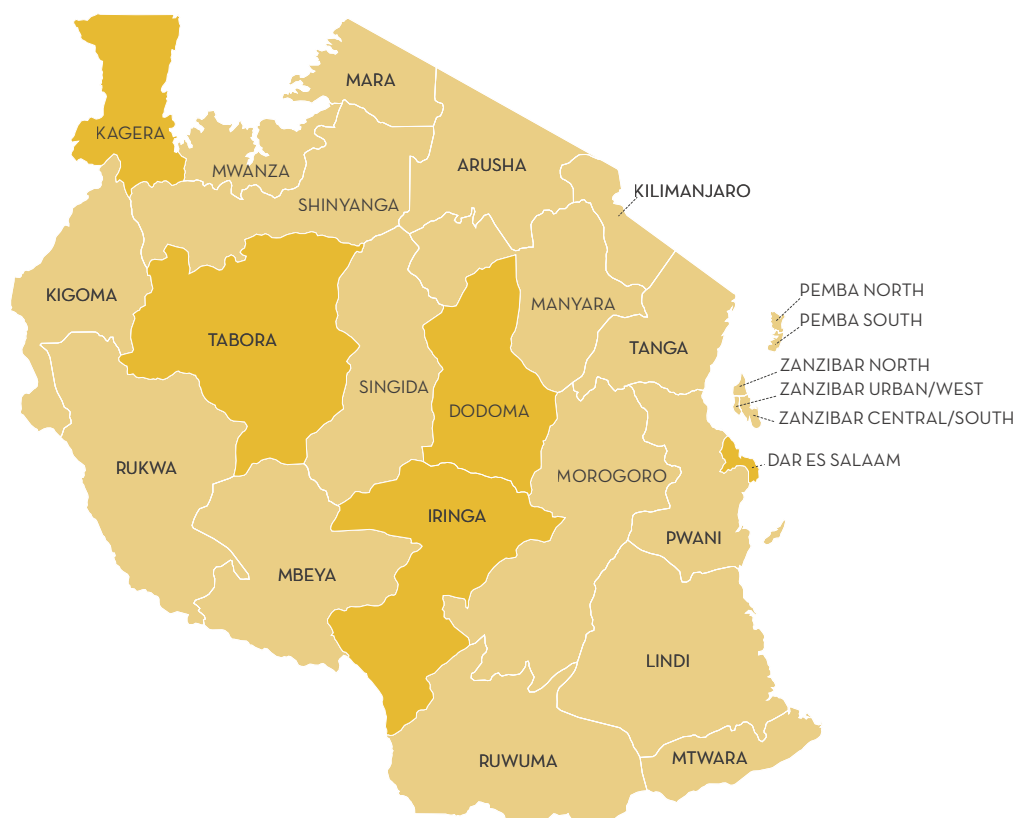 MARA
KAGERA
ARUSHA
MWANZA
KILIMANJARO
SHINYANGA
PEMBA NORTH
KIGOMA
MANYARA
PEMBA SOUTH
TABORA
TANGA
ZANZIBAR NORTH
SINGIDA
ZANZIBAR URBAN/WEST
DODOMA
ZANZIBAR CENTRAL/SOUTH
DAR ES SALAAM
RUKWA
MOROGORO
IRINGA
PWANI
MBEYA
LINDI
RUVUMA
MTWARA